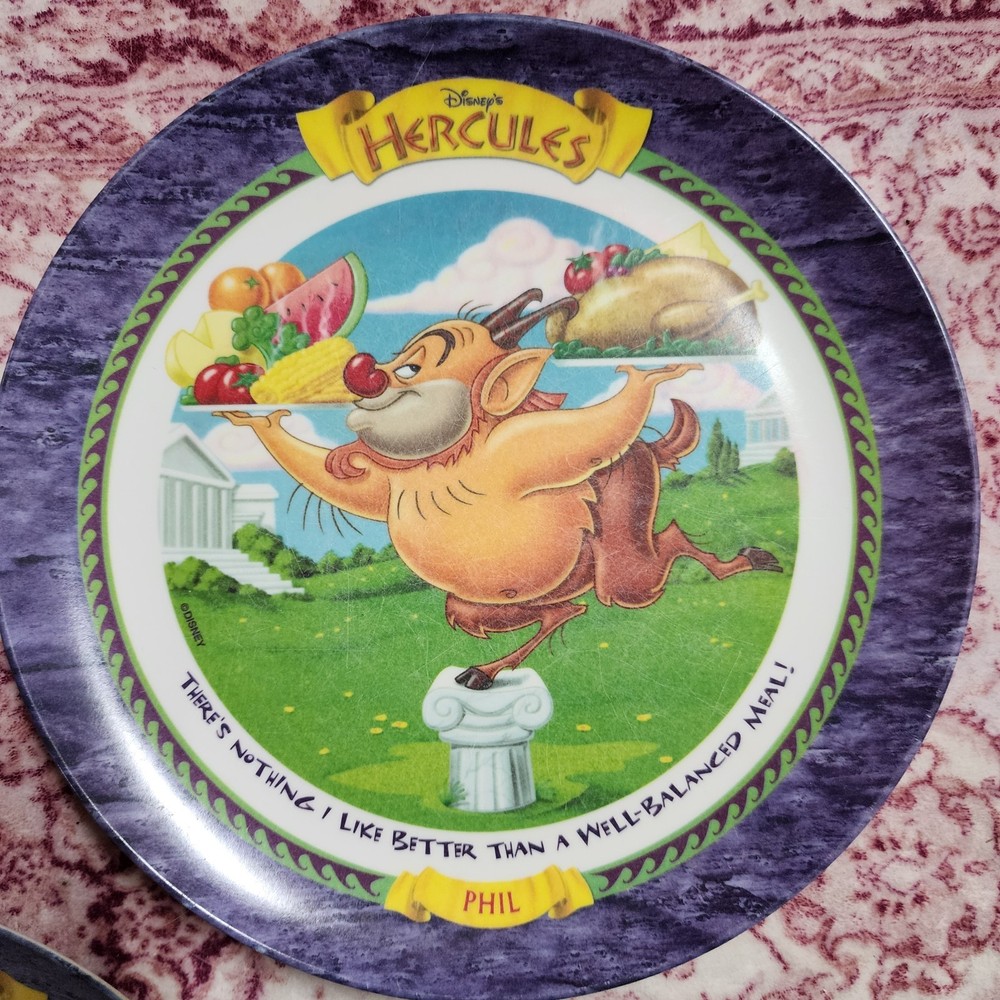 Disney's
HERCULES
©DISNEY
THERE'S NOTHING I LIKE BETTER THAN A WELL-BALANCED MEAL!
PHIL